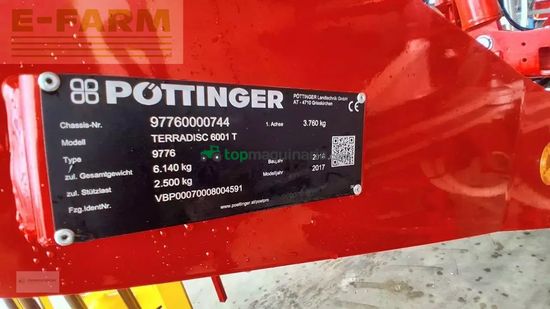 E-FARM
PÖTTINGER
PÖTTINGER Landtechnik GmbH
AT - 4710 Grieskirchen
Chassis-Nr. 97760000744 1. Achse 3.760 kg
Modell TERRADISC 6001 T
Type 9776 Baujahr 2016
zul. Gesamtgewicht 6.140 kg Modelljahr 2017
zul. Stützlast 2.500 kg
Fzg.IdentNr. VBP00070008004591
www.poettinger.at/poetpro
topmaquinaria